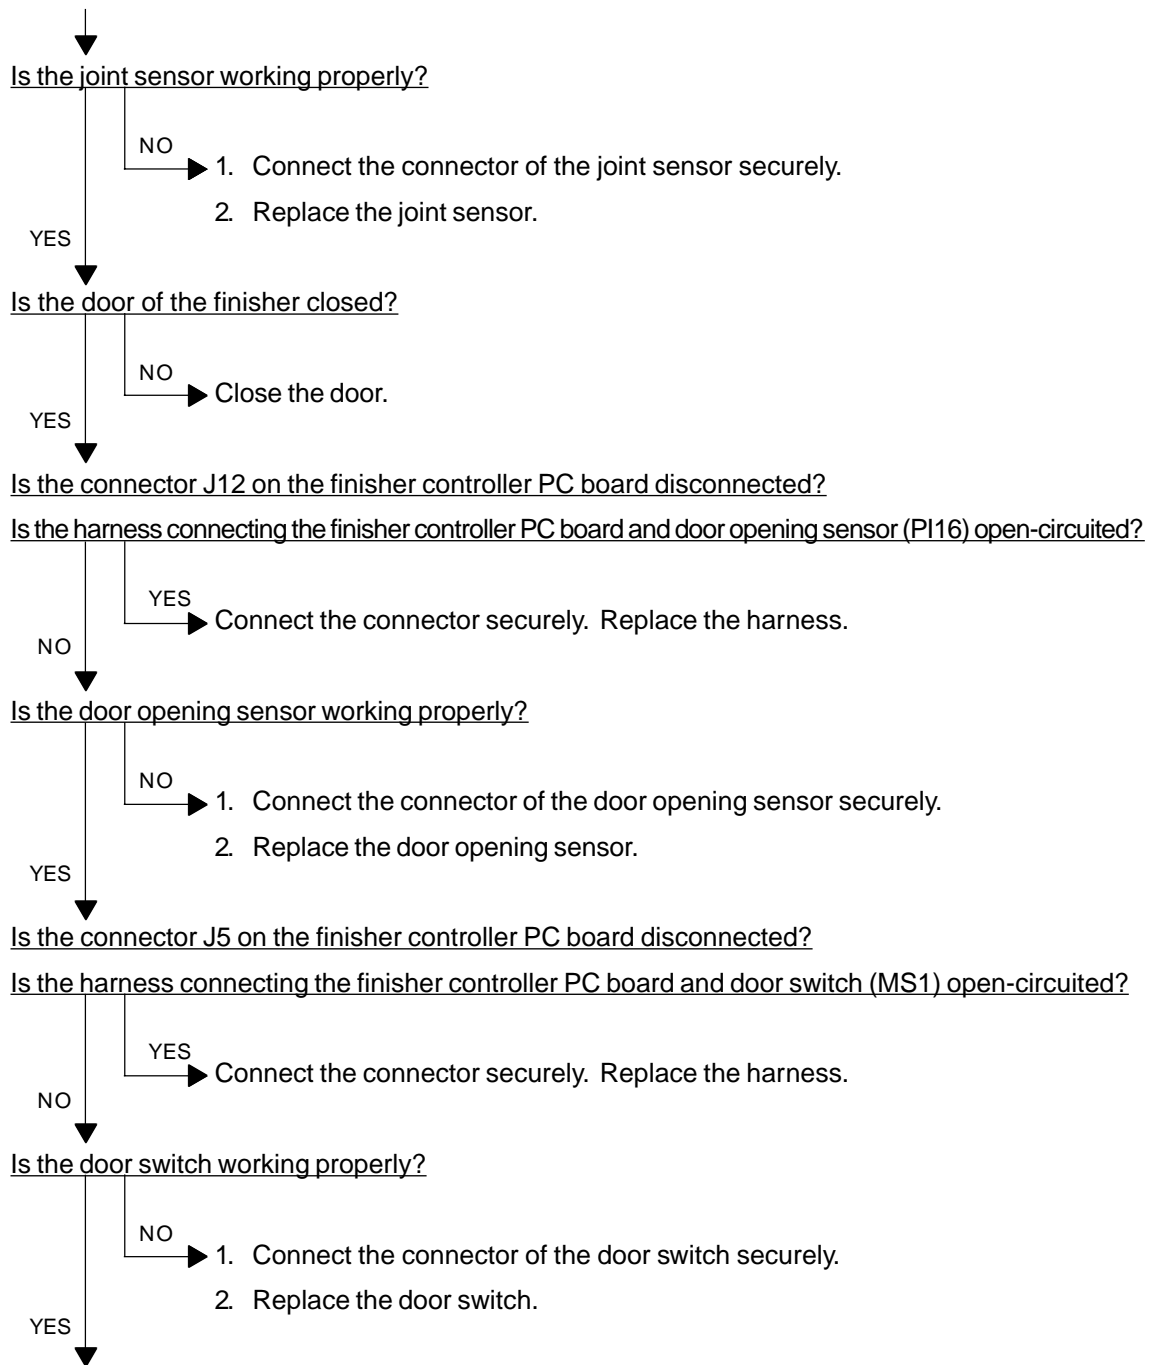 Is the joint sensor working properly?
NO
1. Connect the connector of the joint sensor securely.
2. Replace the joint sensor.
YES
Is the door of the finisher closed?
NO
Close the door.
YES
Is the connector J12 on the finisher controller PC board disconnected?
Is the harness connecting the finisher controller PC board and door opening sensor (PI16) open-circuited?
YES
Connect the connector securely. Replace the harness.
NO
Is the door opening sensor working properly?
NO
1. Connect the connector of the door opening sensor securely.
2. Replace the door opening sensor.
YES
Is the connector J5 on the finisher controller PC board disconnected?
Is the harness connecting the finisher controller PC board and door switch (MS1) open-circuited?
YES
Connect the connector securely. Replace the harness.
NO
Is the door switch working properly?
NO
1. Connect the connector of the door switch securely.
2. Replace the door switch.
YES